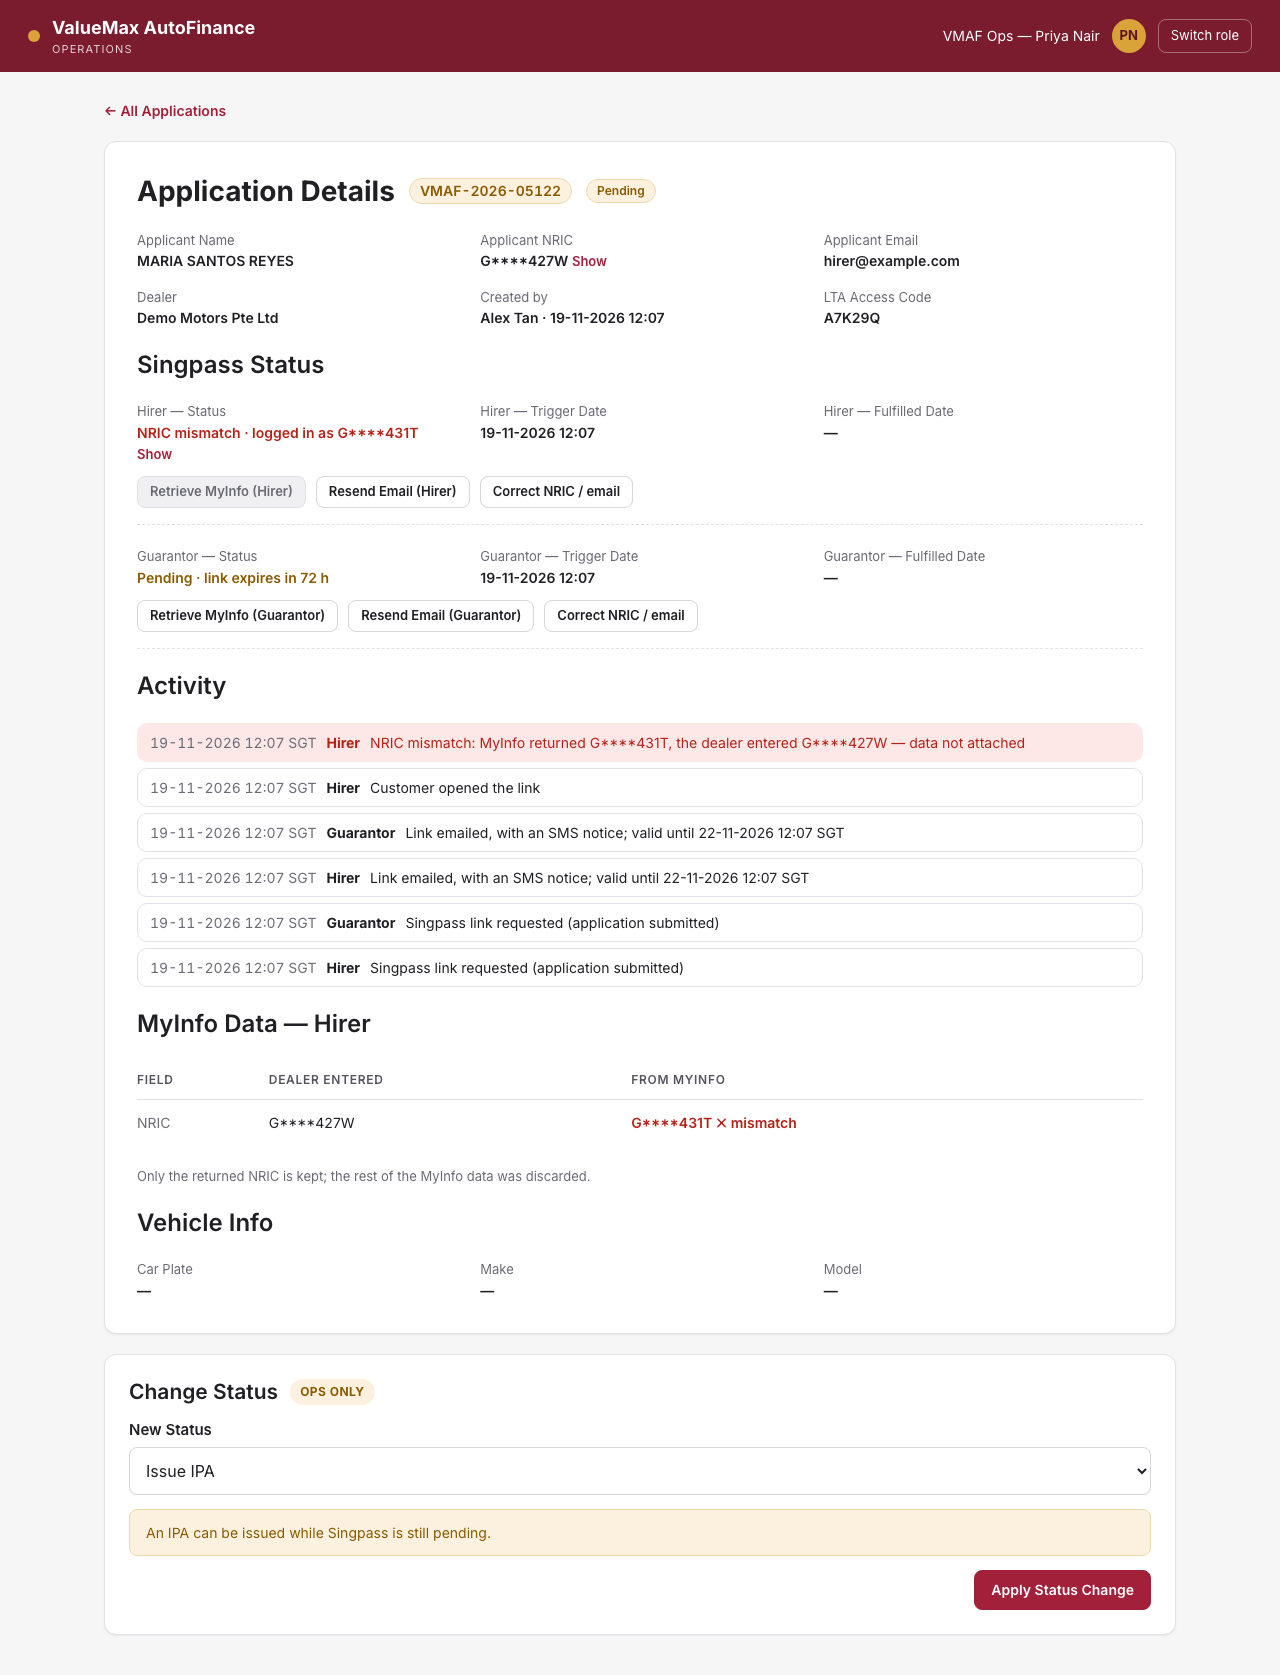 ValueMax AutoFinance
OPERATIONS
VMAF Ops — Priya Nair
PN
Switch role
← All Applications
Application Details
VMAF-2026-05122
Pending
Applicant Name
Applicant NRIC
Applicant Email
MARIA SANTOS REYES
G****427W Show
hirer@example.com
Dealer
Created by
LTA Access Code
Demo Motors Pte Ltd
Alex Tan · 19-11-2026 12:07
A7K29Q
Singpass Status
Hirer — Status
Hirer — Trigger Date
Hirer — Fulfilled Date
NRIC mismatch · logged in as G****431T
Show
19-11-2026 12:07
—
Retrieve MyInfo (Hirer)
Resend Email (Hirer)
Correct NRIC / email
Guarantor — Status
Guarantor — Trigger Date
Guarantor — Fulfilled Date
Pending · link expires in 72 h
19-11-2026 12:07
—
Retrieve MyInfo (Guarantor)
Resend Email (Guarantor)
Correct NRIC / email
Activity
19-11-2026 12:07 SGT Hirer NRIC mismatch: MyInfo returned G****431T, the dealer entered G****427W — data not attached
19-11-2026 12:07 SGT Hirer Customer opened the link
19-11-2026 12:07 SGT Guarantor Link emailed, with an SMS notice; valid until 22-11-2026 12:07 SGT
19-11-2026 12:07 SGT Hirer Link emailed, with an SMS notice; valid until 22-11-2026 12:07 SGT
19-11-2026 12:07 SGT Guarantor Singpass link requested (application submitted)
19-11-2026 12:07 SGT Hirer Singpass link requested (application submitted)
MyInfo Data — Hirer
FIELD DEALER ENTERED FROM MYINFO
NRIC G****427W G****431T ✕ mismatch
Only the returned NRIC is kept; the rest of the MyInfo data was discarded.
Vehicle Info
Car Plate
Make
Model
—
—
—
Change Status
OPS ONLY
New Status
Issue IPA
An IPA can be issued while Singpass is still pending.
Apply Status Change